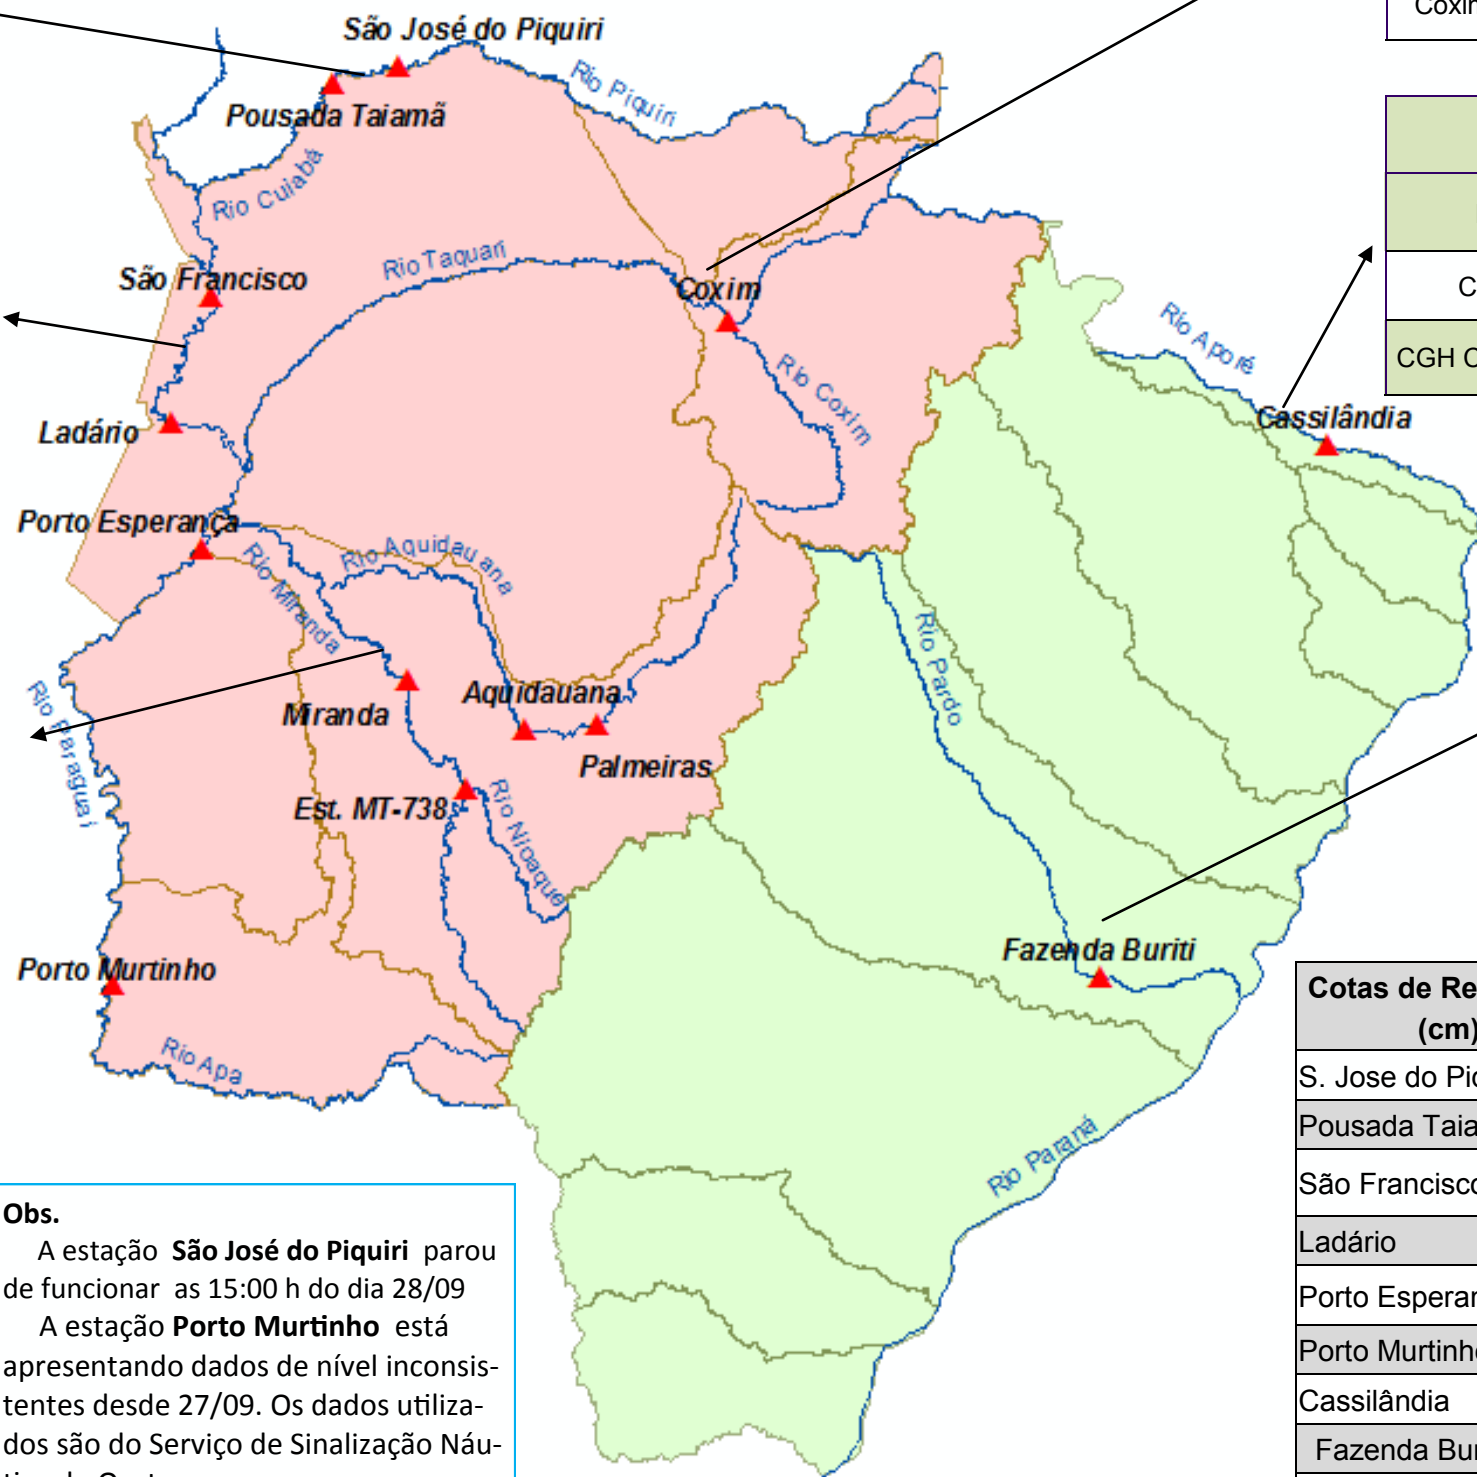 Coxim
São José do Piquiri
Rio Piquiri
Pousada Taiamã
Rio Cuiabá
São Francisco
Rio Taquari
Coxim
C
Rio Aporé
CGH C
Rio Coxim
Cassilândia
Ladário
Porto Esperança
Rio Aquidauana
Rio Miranda
Rio Pardo
Rio Paraguai
Aquidauana
Miranda
Palmeiras
Est. MT-738
Rio Nioaque
Fazenda Buriti
Porto Murtinho
Rio Apa
Rio Paraná
Cotas de Re
(cm)
S. Jose do Pi
Pousada Taia
São Francisco
Ladário
Porto Espera
Porto Murtinh
Cassilândia
Fazenda Bu
Obs.
A estação São José do Piquiri parou
de funcionar as 15:00 h do dia 28/09
A estação Porto Murtinho está
apresentando dados de nível inconsis-
tentes desde 27/09. Os dados utiliza-
dos são do Serviço de Sinalização Náu-